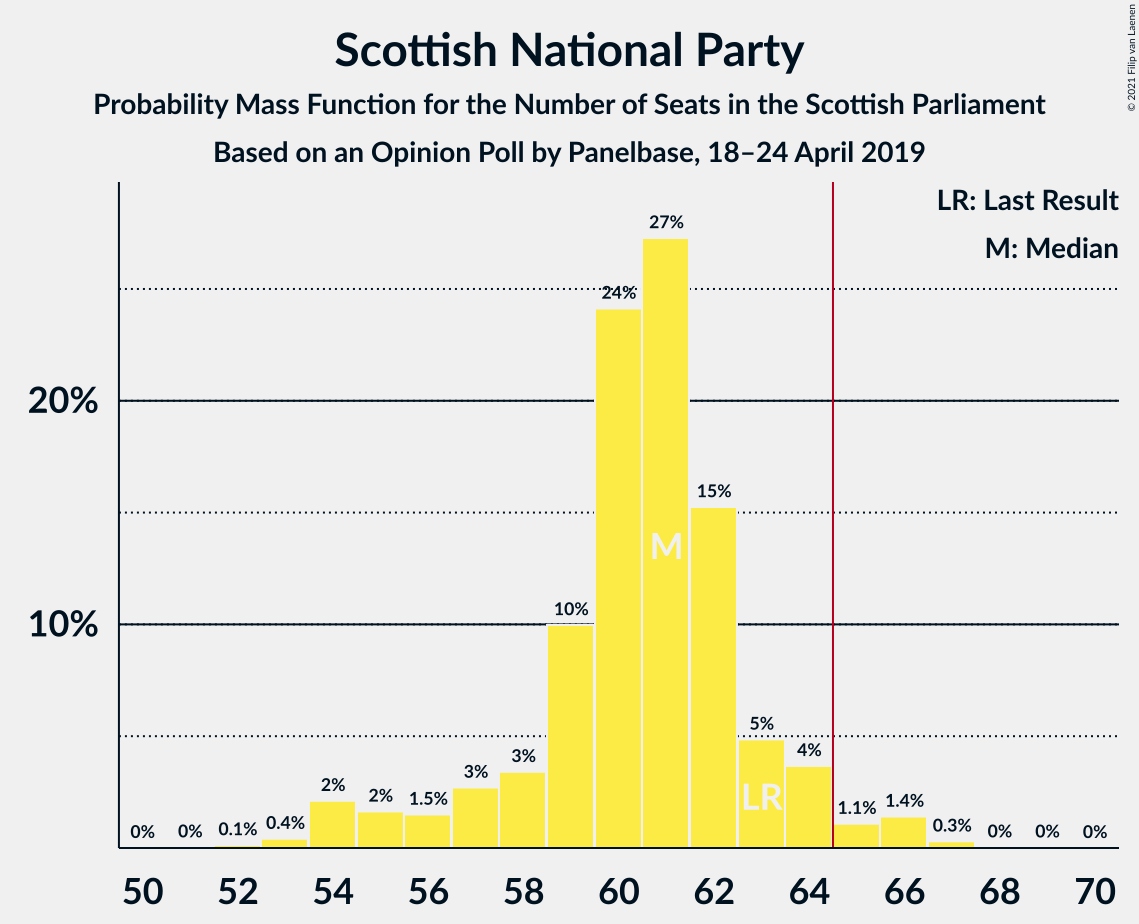 Scottish National Party
Probability Mass Function for the Number of Seats in the Scottish Parliament
Based on an Opinion Poll by Panelbase, 18–24 April 2019
© 2021 Filip van Laenen
LR: Last Result
M: Median
20%
10%
0%
0%
0.1%
0.4%
2%
2%
1.5%
3%
3%
10%
24%
27%
15%
5%
4%
1.1%
1.4%
0.3%
0%
0%
0%
M
LR
50 52 54 56 58 60 62 64 66 68 70